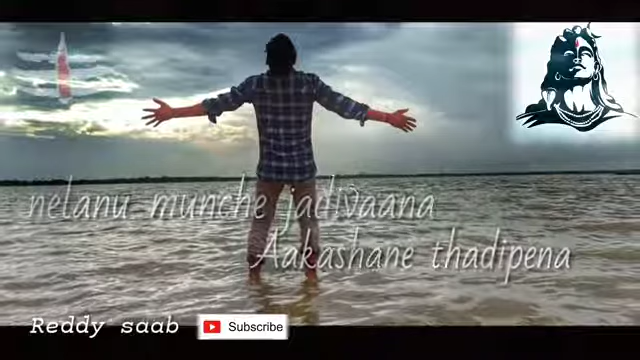 nelanu munche jadivaana
Aakashane thadipena
Reddy saab
Subscribe